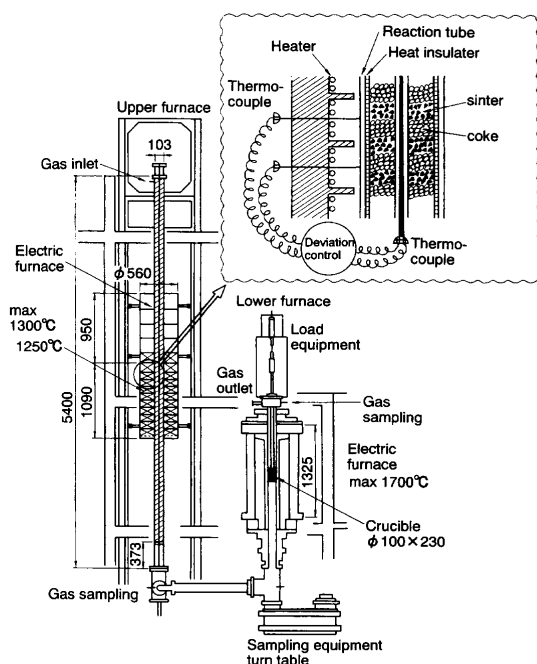 Reaction tube
Heater
Heat insulater
Thermo-
couple
sinter
coke
Deviation
control
Thermo-
couple
Upper furnace
103
Gas inlet
Electric
furnace
φ560
max
1300℃
1250℃
950
1090
5400
373
Gas sampling
Lower furnace
Load
equipment
Gas
outlet
Gas
sampling
Electric
furnace
max 1700℃
1325
Crucible
φ100×230
Sampling equipment
turn table